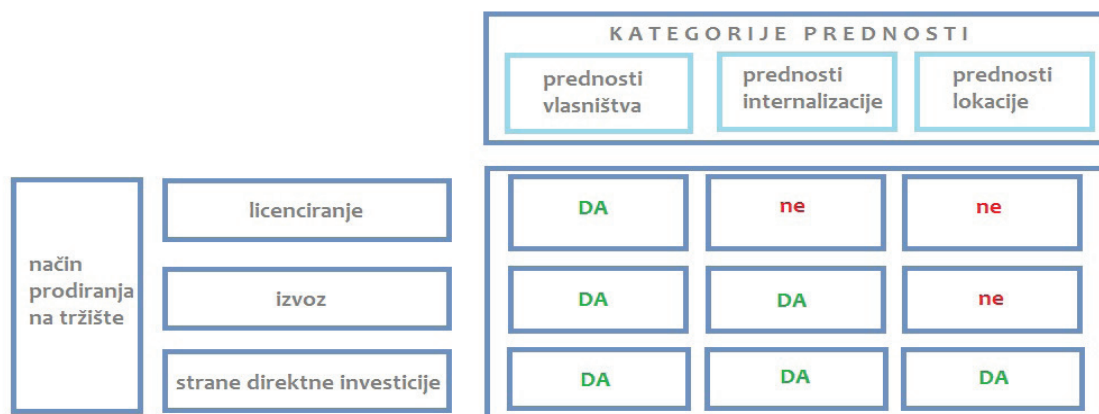 KATEGORIJE PREDNOSTI
prednosti
vlasništva
prednosti
internalizacije
prednosti
lokacije
način
prodiranja
na tržište
licenciranje
DA
ne
ne
izvoz
DA
DA
ne
strane direktne investicije
DA
DA
DA